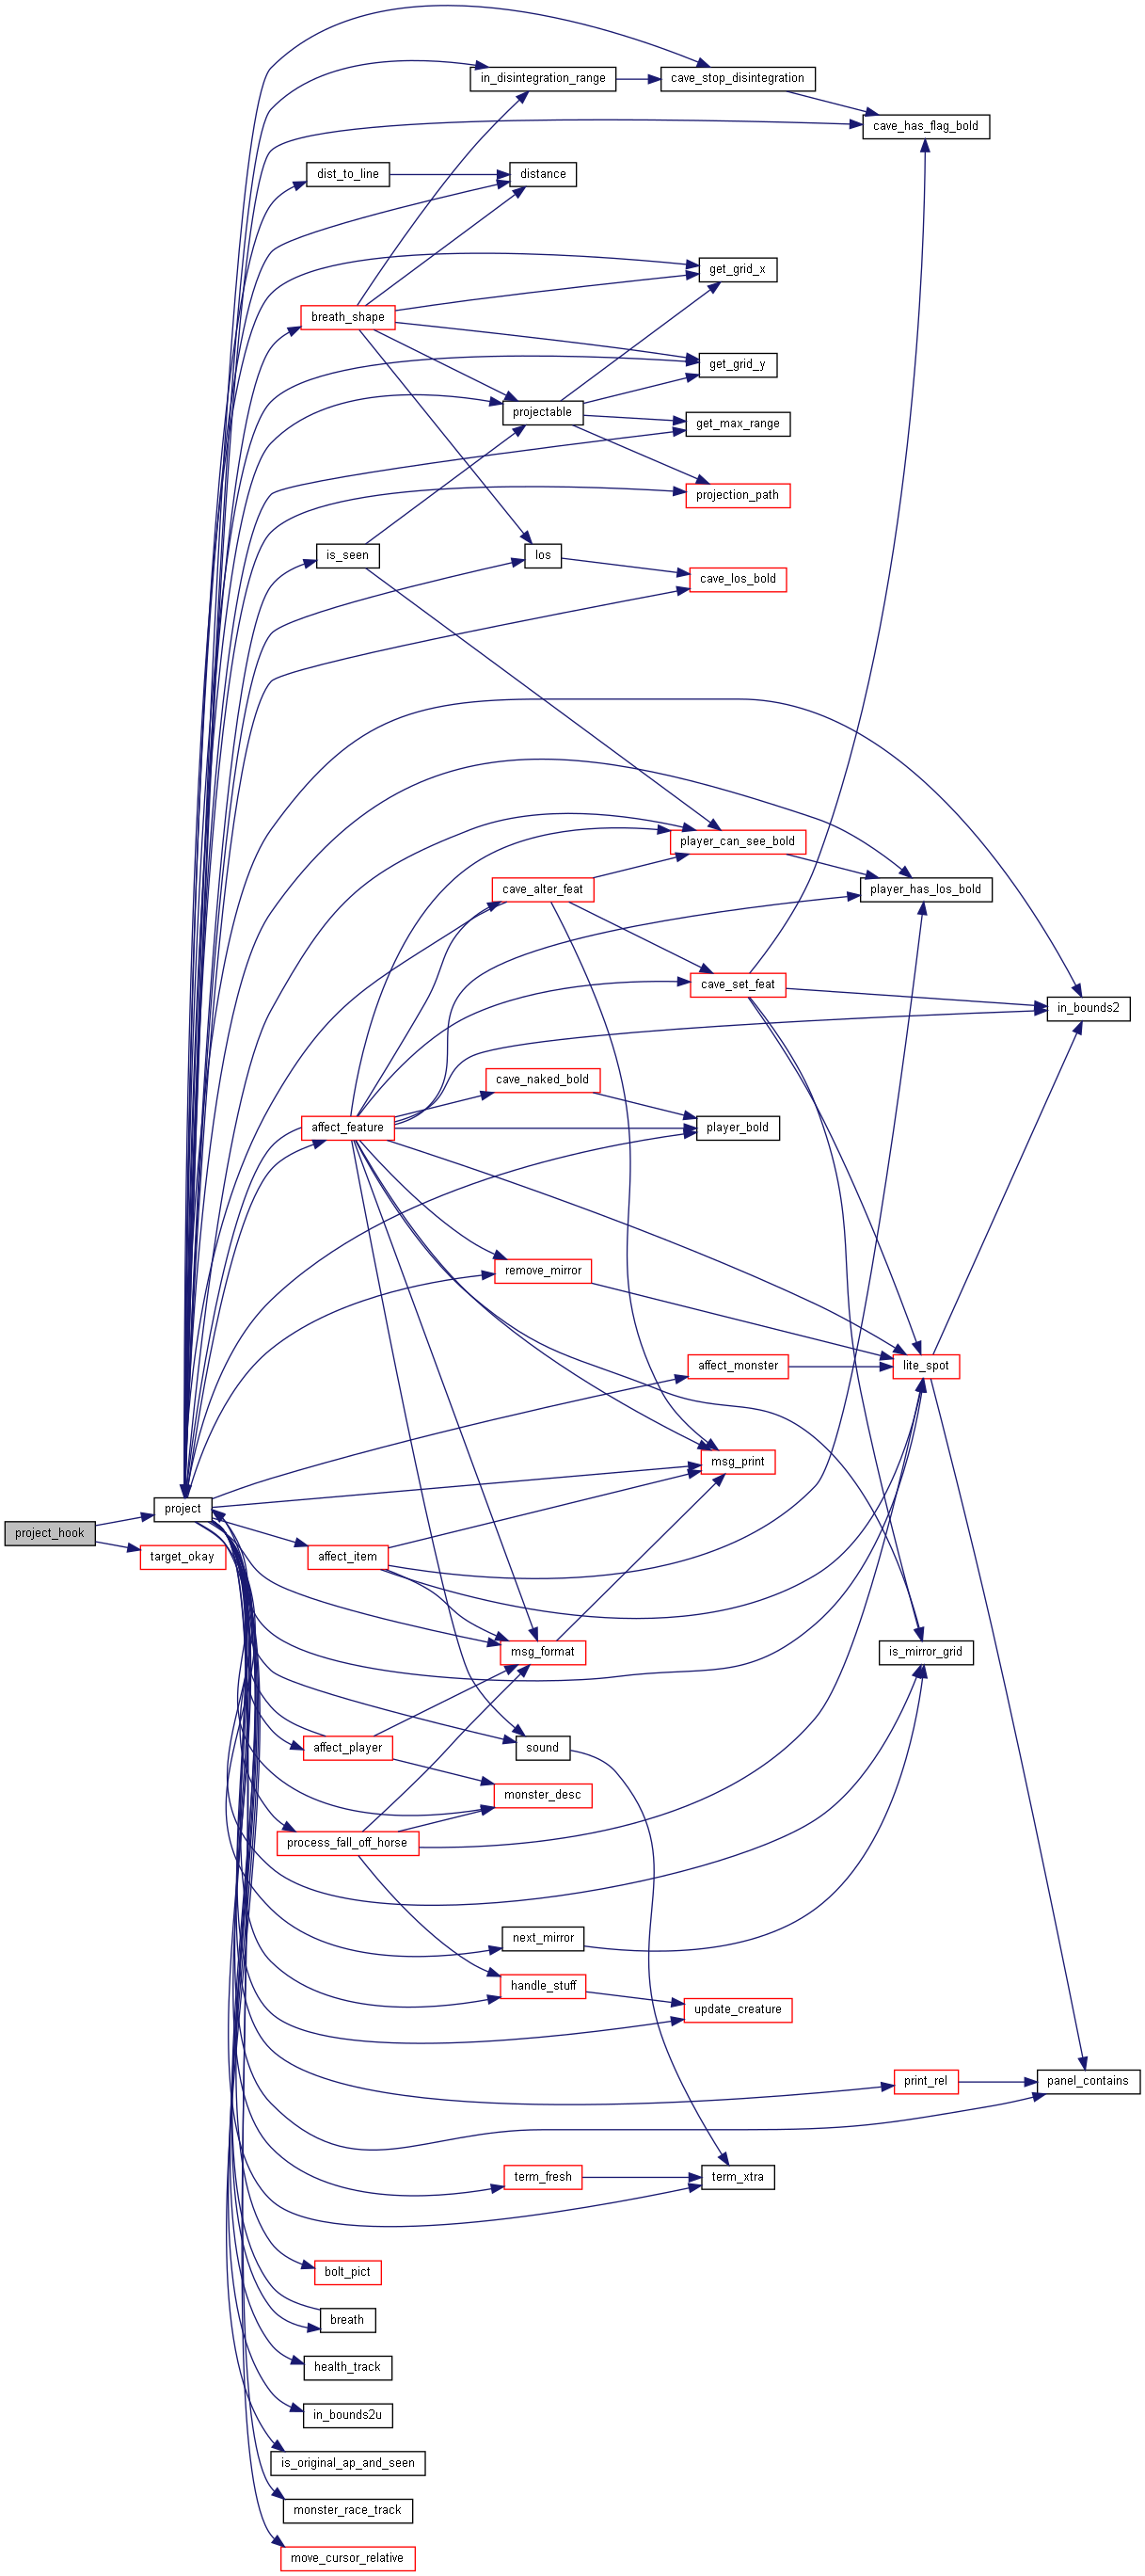 in_disintegration_range
cave_stop_disintegration
cave_has_flag_bold
dist_to_line
distance
get_grid_x
breath_shape
get_grid_y
projectable
get_max_range
projection_path
is_seen
los
cave_los_bold
player_can_see_bold
cave_alter_feat
player_has_los_bold
cave_set_feat
in_bounds2
cave_naked_bold
affect_feature
player_bold
remove_mirror
affect_monster
lite_spot
msg_print
project
project_hook
target_okay
affect_item
msg_format
is_mirror_grid
affect_player
sound
monster_desc
process_fall_off_horse
next_mirror
handle_stuff
update_creature
print_rel
panel_contains
term_fresh
term_xtra
bolt_pict
breath
health_track
in_bounds2u
is_original_ap_and_seen
monster_race_track
move_cursor_relative